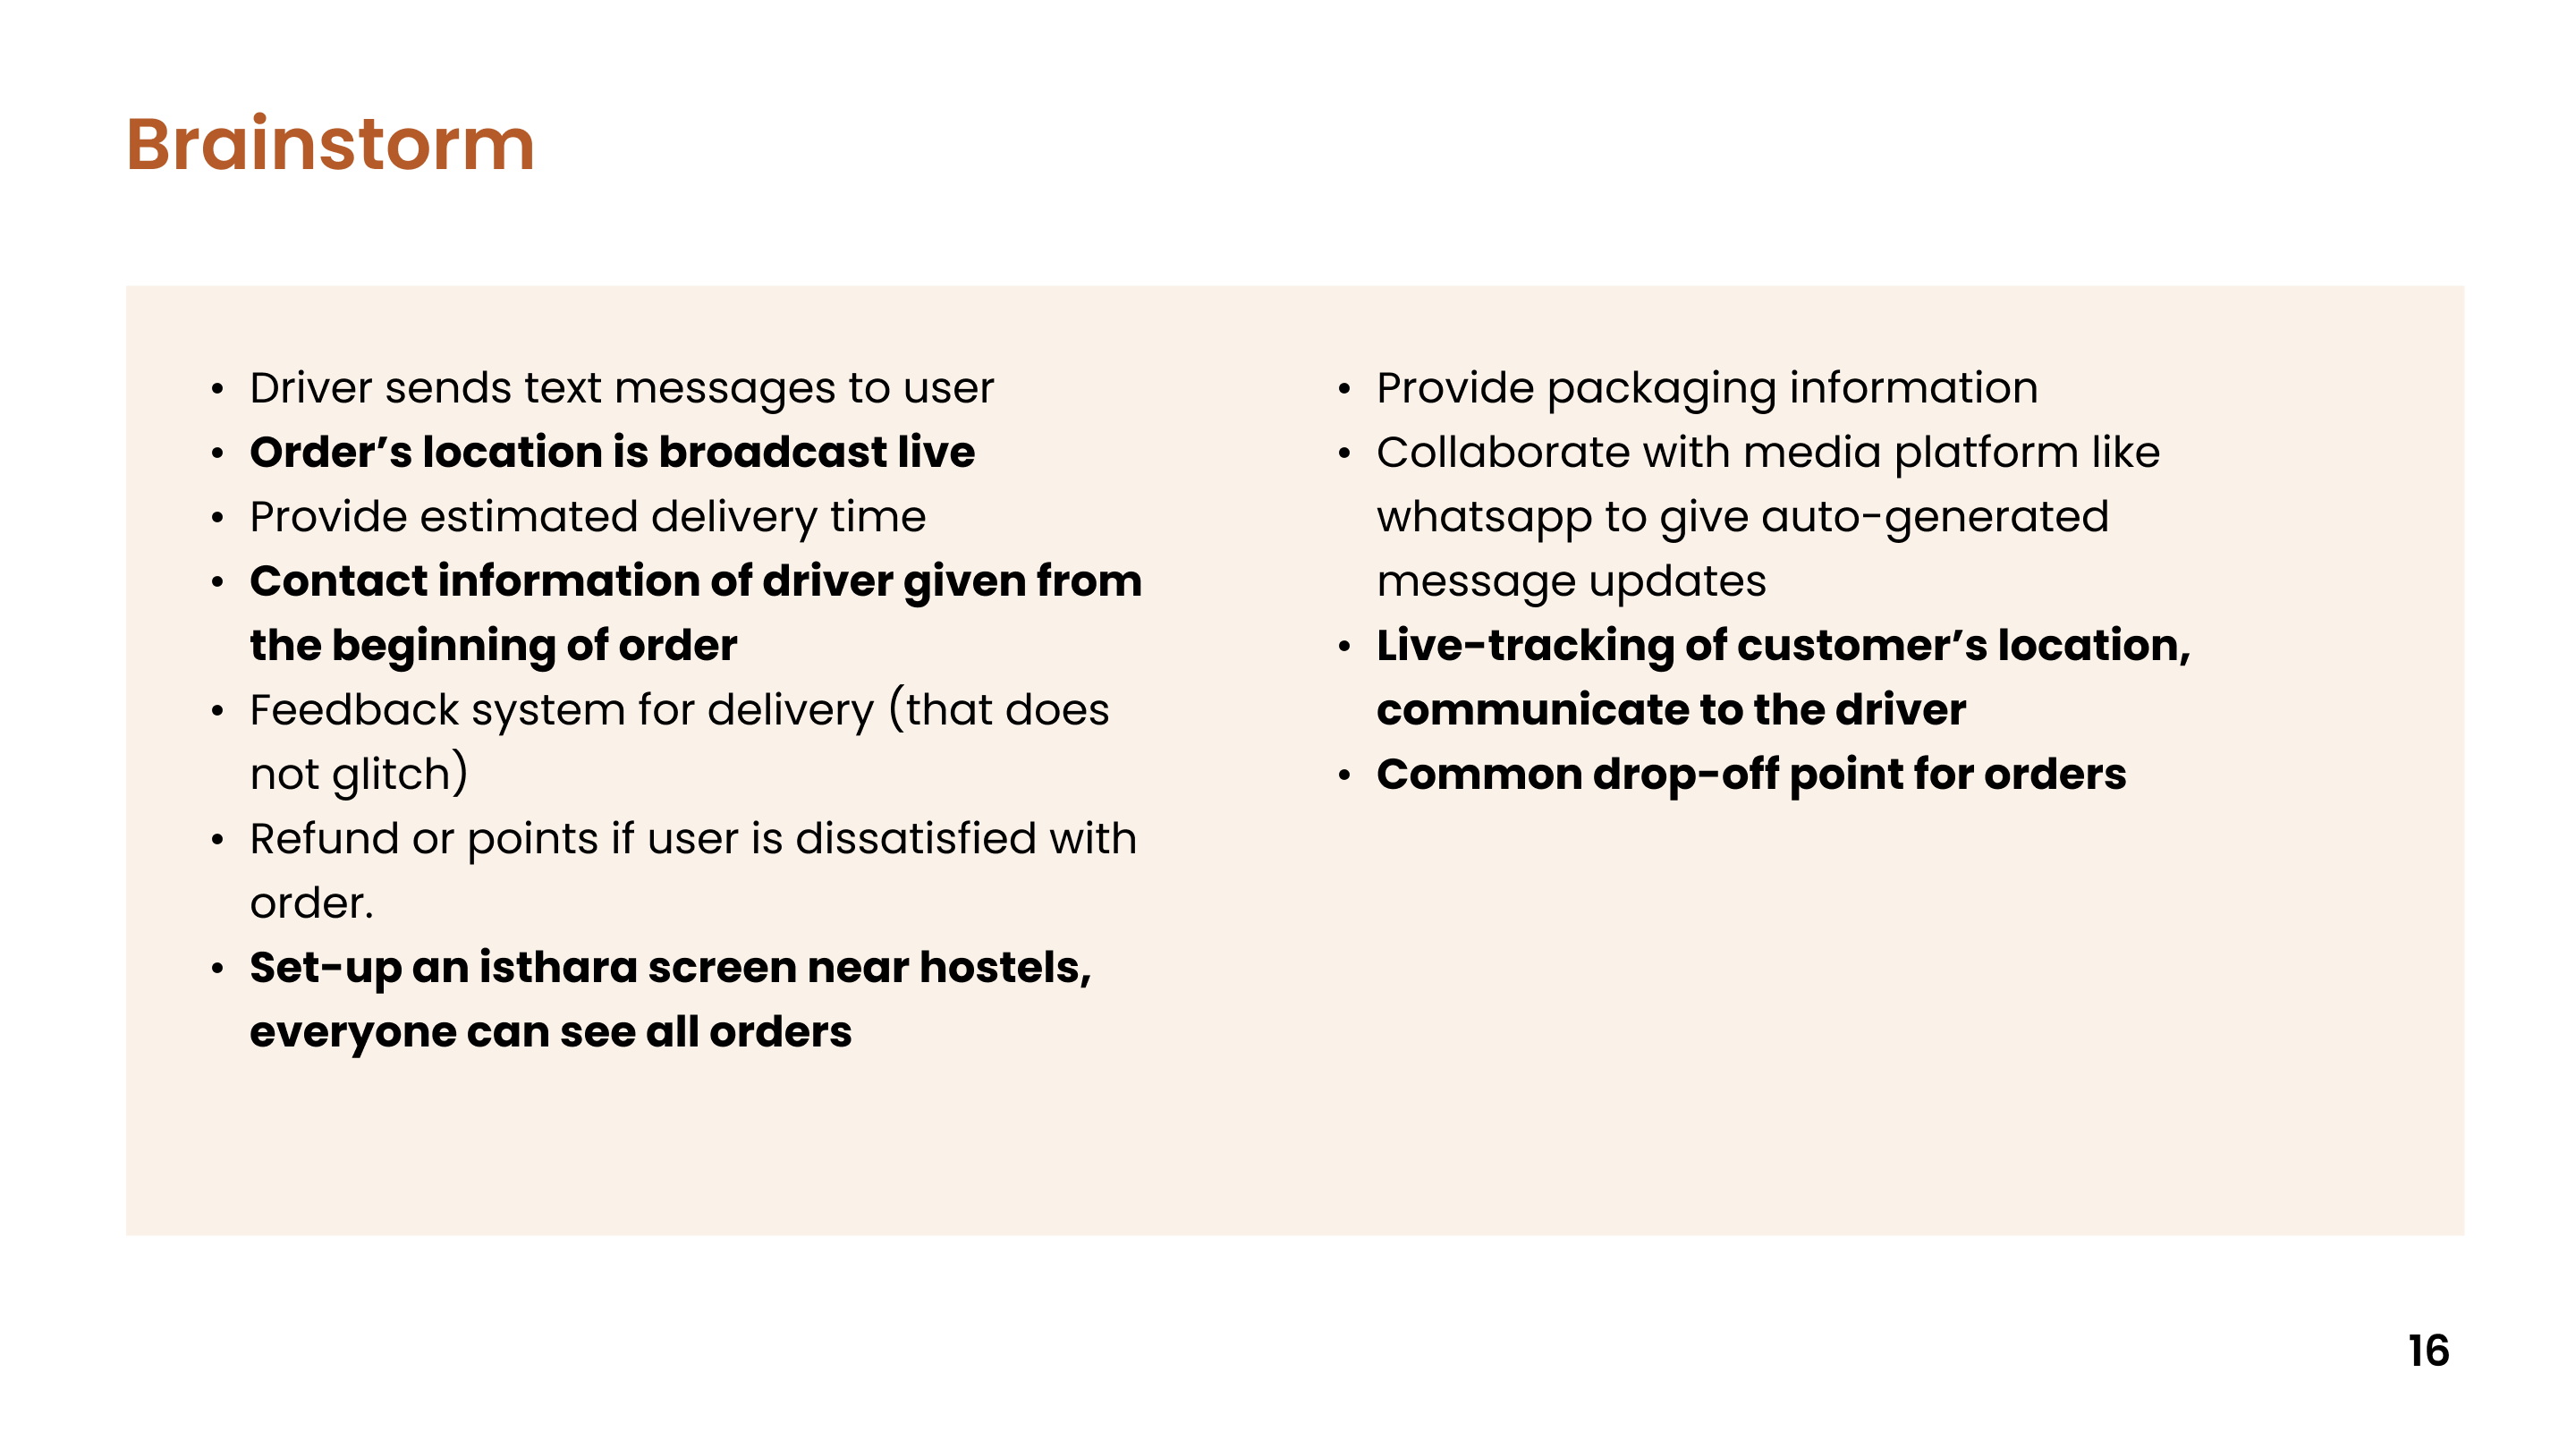 Brainstorm
• Driver sends text messages to user
• Order’s location is broadcast live
• Provide estimated delivery time
• Contact information of driver given from
the beginning of order
• Feedback system for delivery (that does
not glitch)
• Refund or points if user is dissatisfied with
order.
• Set-up an isthara screen near hostels,
everyone can see all orders
• Provide packaging information
• Collaborate with media platform like
whatsapp to give auto-generated
message updates
• Live-tracking of customer’s location,
communicate to the driver
• Common drop-off point for orders
16